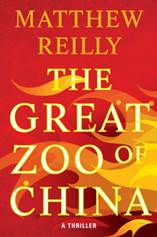 MATTHEW
REILLY
THE
GREAT
ZOO OF
CHINA
A THRILLER